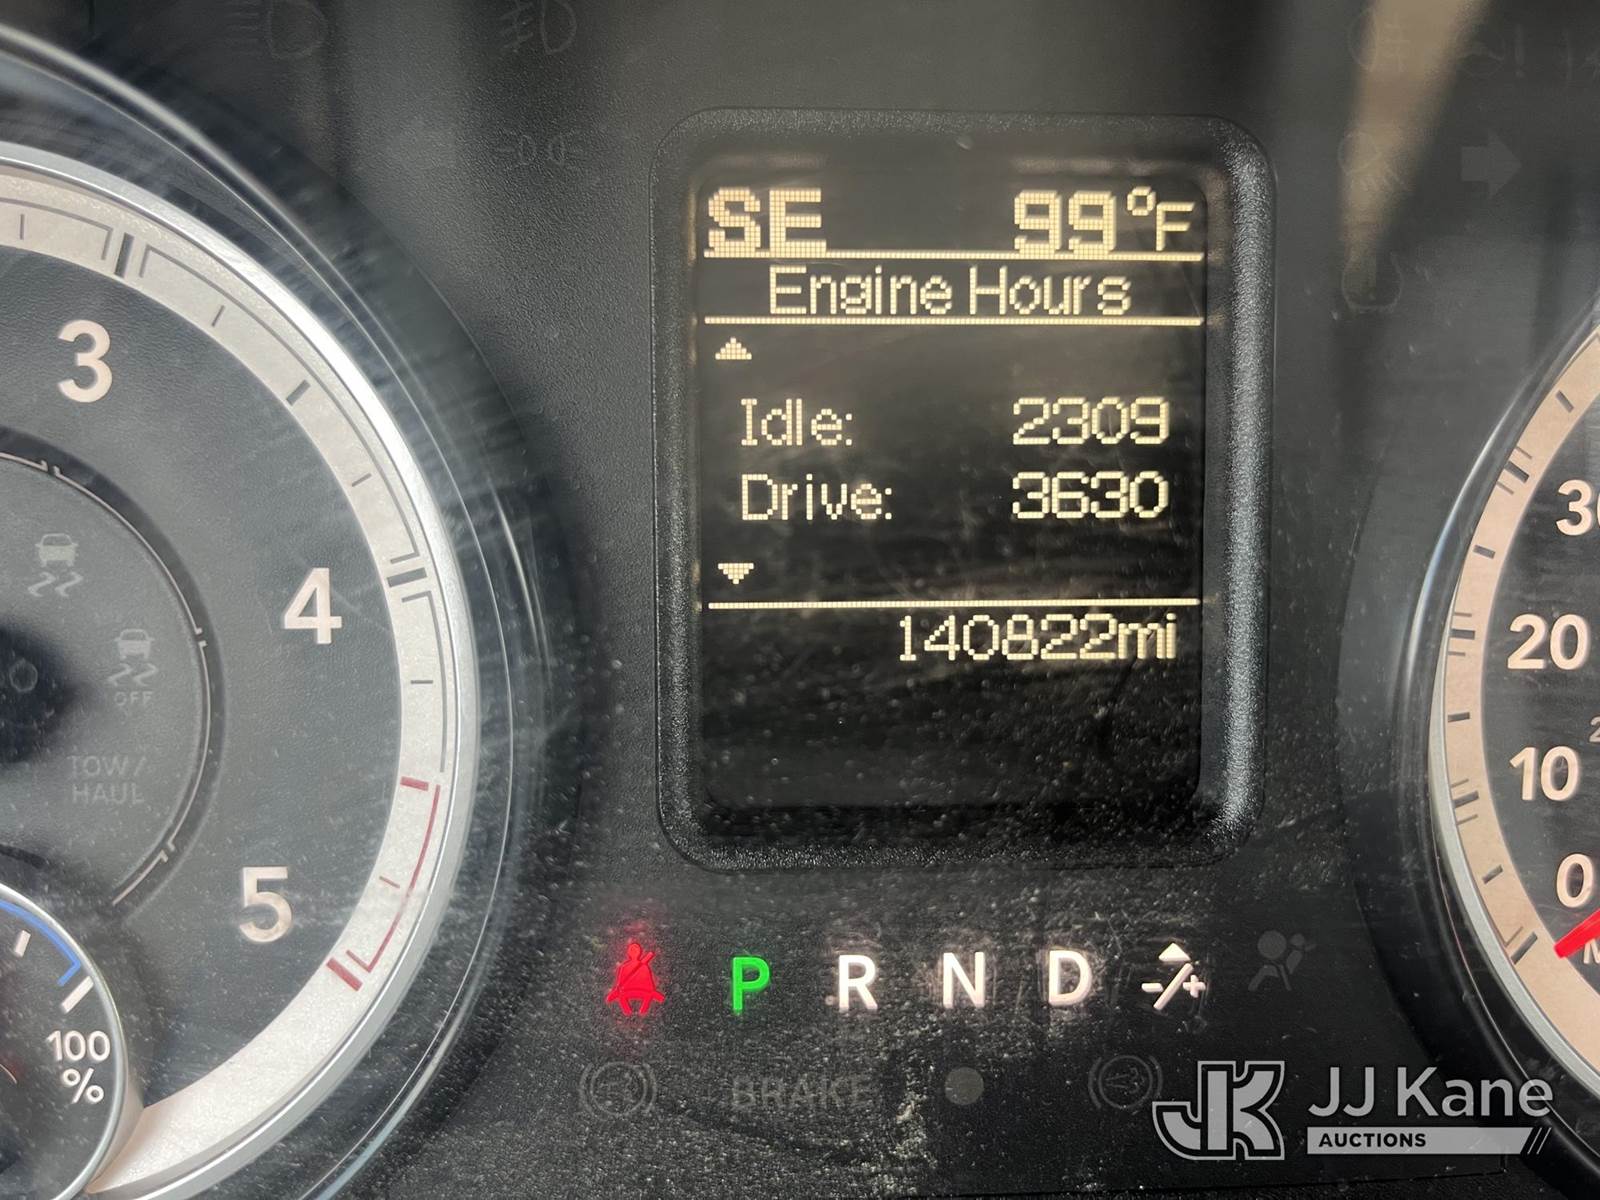 SE 99°F
Engine Hours
Idle: 2309
Drive: 3630
140822mi
3
4
5
OFF
TOW/
HAUL
100
%
30
20
10
0
P R N D -/+
BRAKE
JK JJ Kane
AUCTIONS